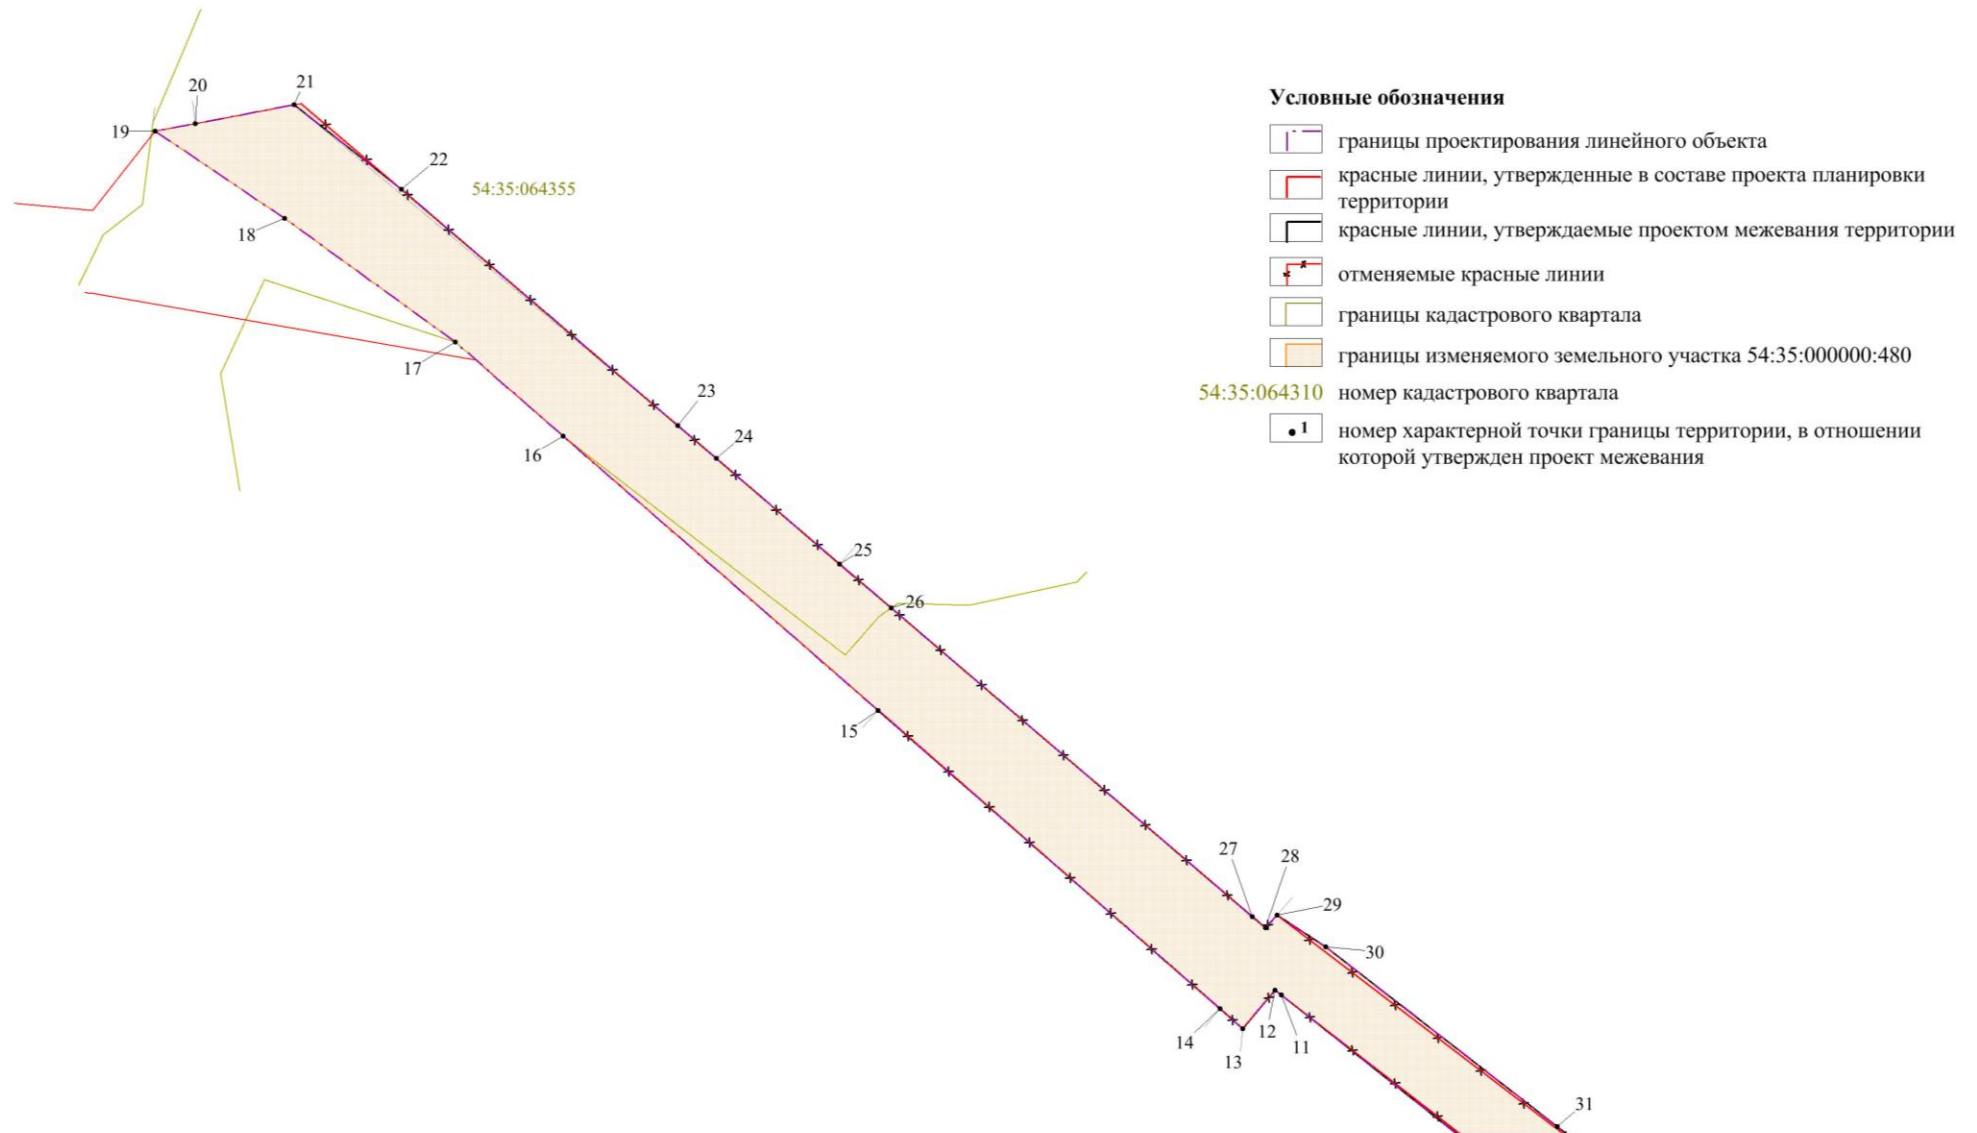 20
21
19
22
54:35:064355
18
17
23
24
16
25
26
15
27
28
29
30
14
13
12
11
31
Условные обозначения
границы проектирования линейного объекта
красные линии, утвержденные в составе проекта планировки
территории
красные линии, утверждаемые проектом межевания территории
отменяемые красные линии
границы кадастрового квартала
границы изменяемого земельного участка 54:35:000000:480
54:35:064310 номер кадастрового квартала
1 номер характерной точки границы территории, в отношении
которой утвержден проект межевания